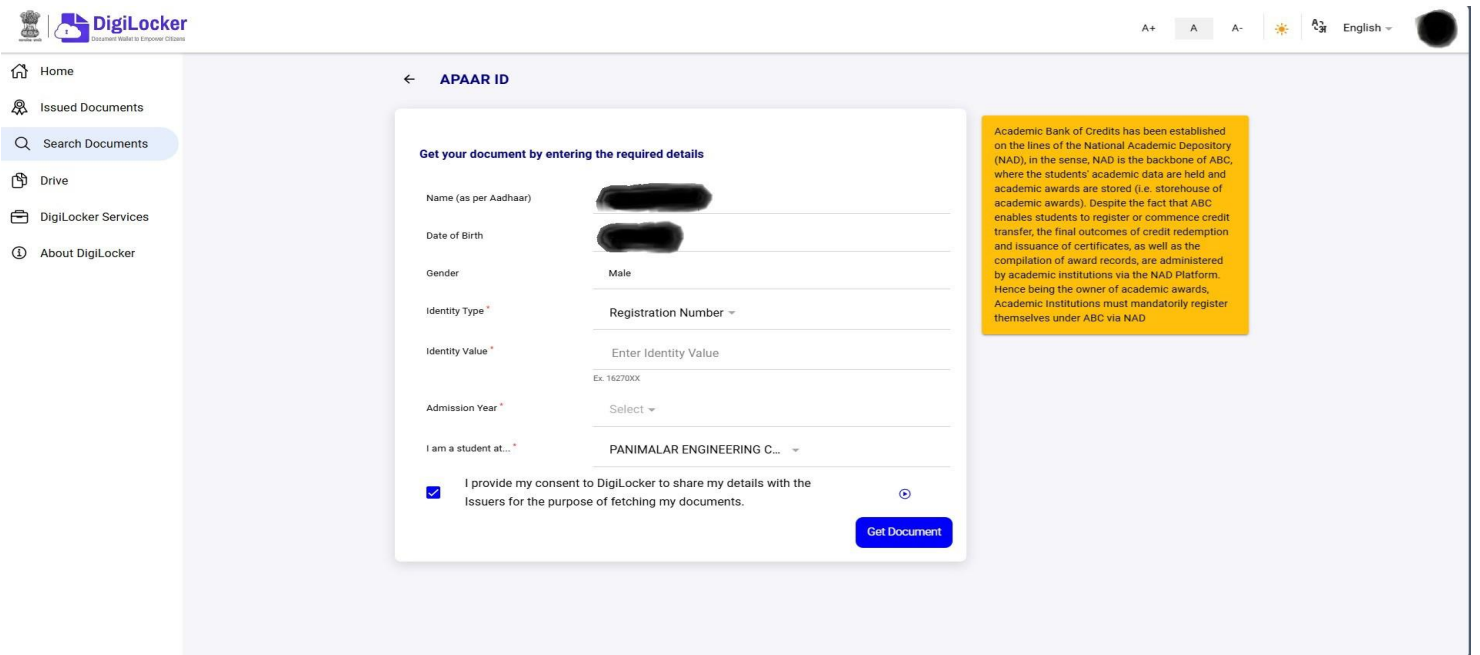 DigiLocker
Document Wallet to Empower Citizens
A+ A A- English
Home
Issued Documents
Search Documents
Drive
DigiLocker Services
About DigiLocker
APAAR ID
Get your document by entering the required details
Name (as per Aadhaar)
Date of Birth
Gender Male
Identity Type * Registration Number
Identity Value * Enter Identity Value
Ex. 16270XX
Admission Year * Select
I am a student at... * PANIMALAR ENGINEERING C...
I provide my consent to DigiLocker to share my details with the
Issuers for the purpose of fetching my documents.
Get Document
Academic Bank of Credits has been established
on the lines of the National Academic Depository
(NAD), in the sense, NAD is the backbone of ABC,
where the students' academic data are held and
academic awards are stored (i.e. storehouse of
academic awards). Despite the fact that ABC
enables students to register or commence credit
transfer, the final outcomes of credit redemption
and issuance of certificates, as well as the
compilation of award records, are administered
by academic institutions via the NAD Platform.
Hence being the owner of academic awards,
Academic Institutions must mandatorily register
themselves under ABC via NAD